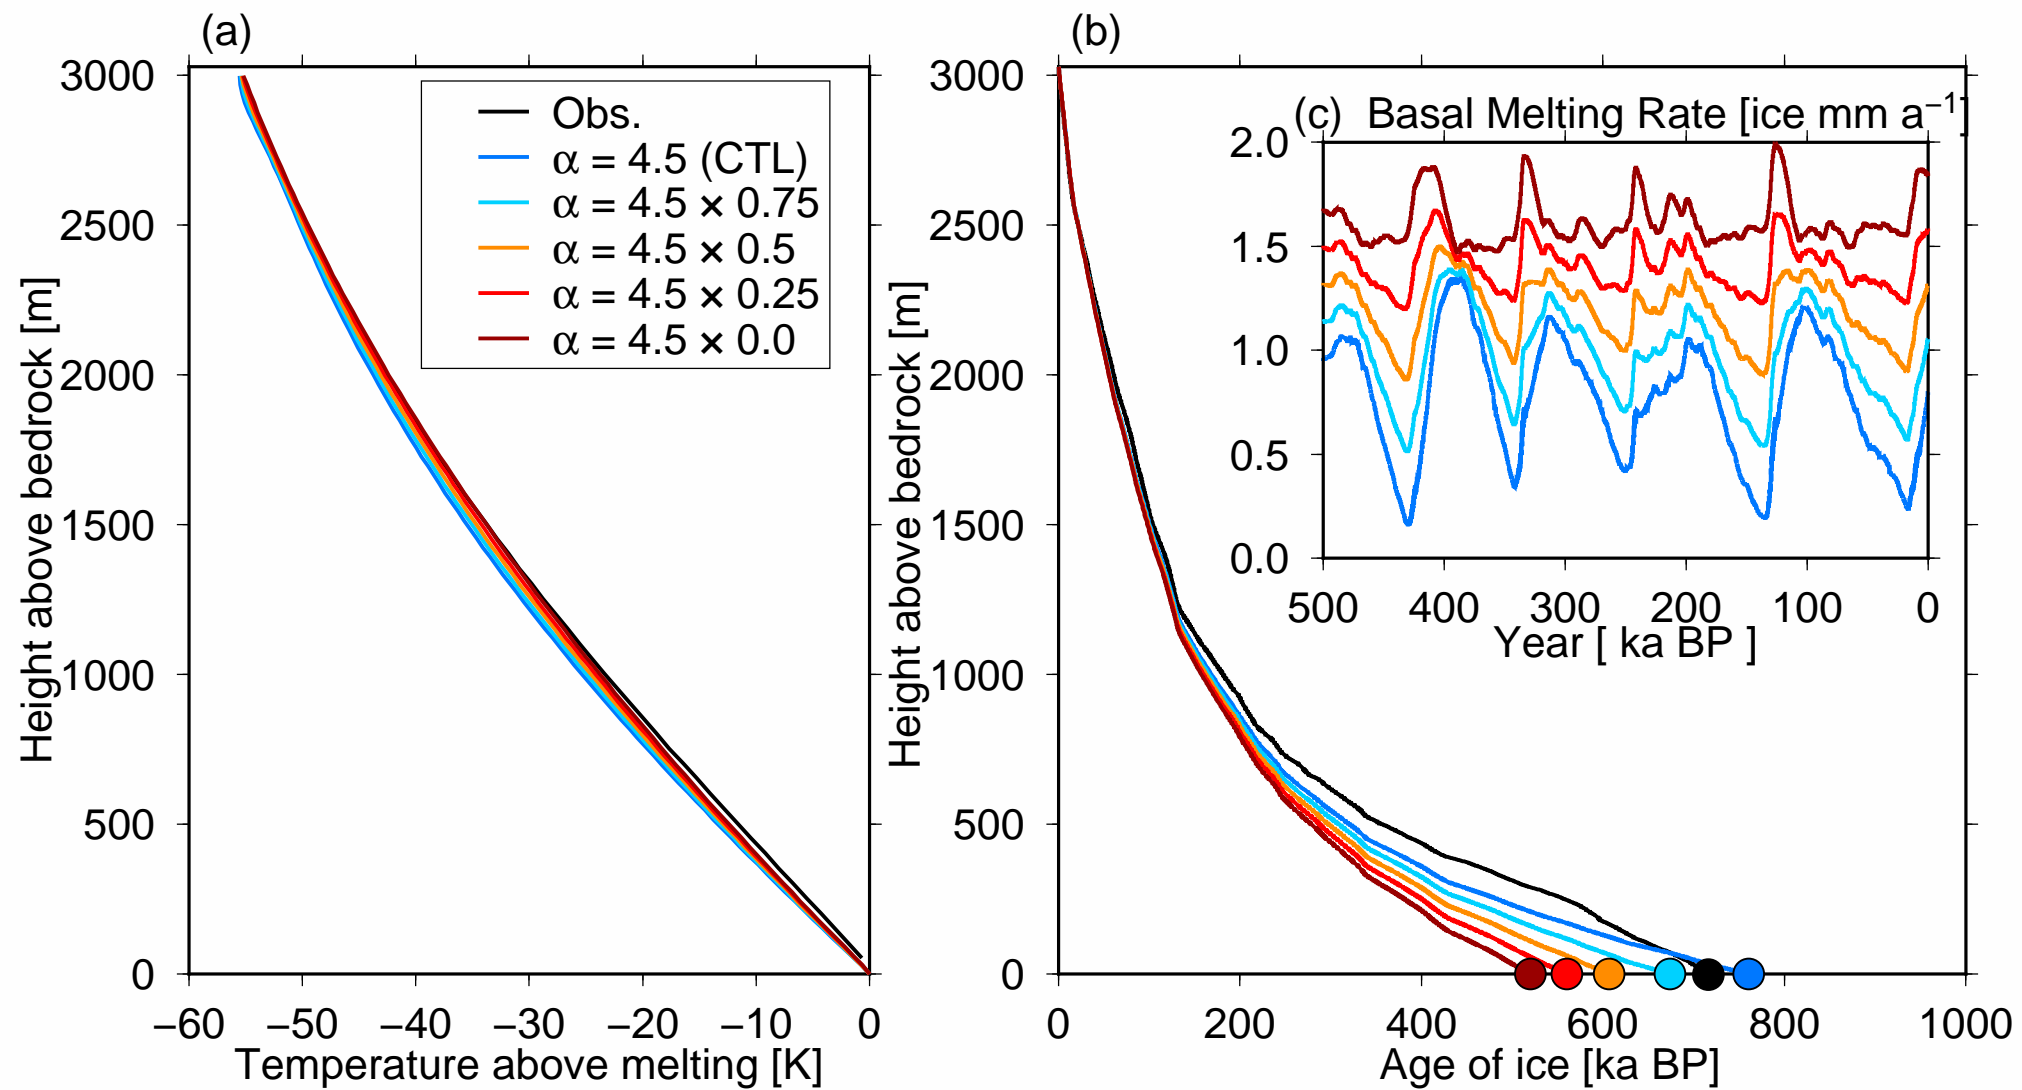 (a)
3000
2500
2000
1500
1000
500
0
Height above bedrock [m]
Obs.
α = 4.5 (CTL)
α = 4.5 × 0.75
α = 4.5 × 0.5
α = 4.5 × 0.25
α = 4.5 × 0.0
−60 −50 −40 −30 −20 −10 0
Temperature above melting [K]
(b)
3000
2500
2000
1500
1000
500
0
Height above bedrock [m]
0 200 400 600 800 1000
Age of ice [ka BP]
(c) Basal Melting Rate [ice mm a⁻¹]
2.0
1.5
1.0
0.5
0.0
500 400 300 200 100 0
Year [ ka BP ]